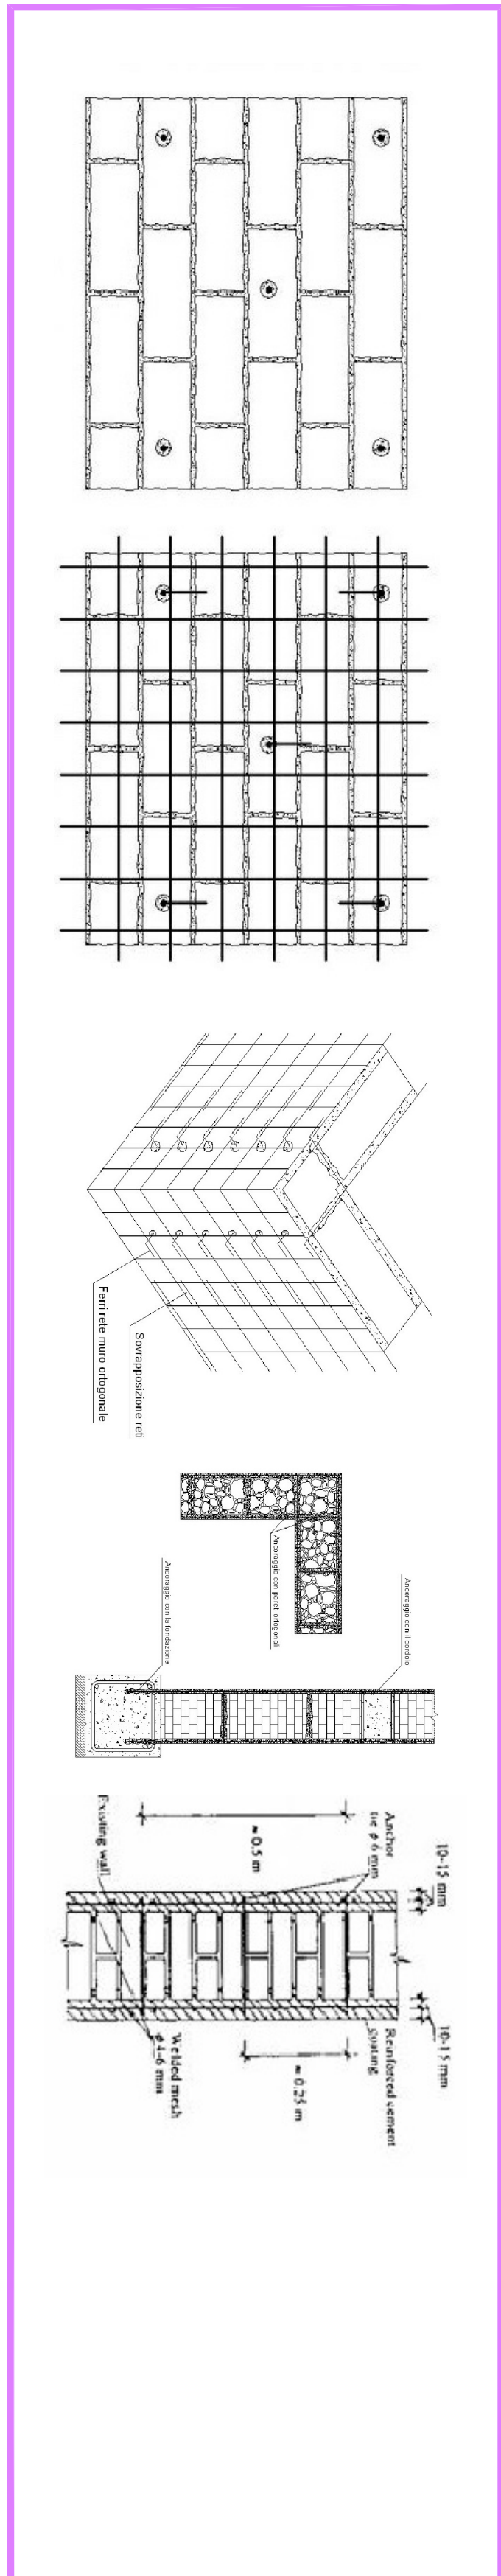 Sovrapposizione reti
Ferri rete muro ortogonale
Ancoraggio con pareti ortogonali
Ancoraggio con il cordolo
Ancoraggio con la fondazione
10-15 mm
Anchor
tie ϕ 6 mm
≈ 0.5 m
Existing wall
10-15 mm
Reinforced cement
coating
≈ 0.25 m
Welded mesh
ϕ 4-6 mm